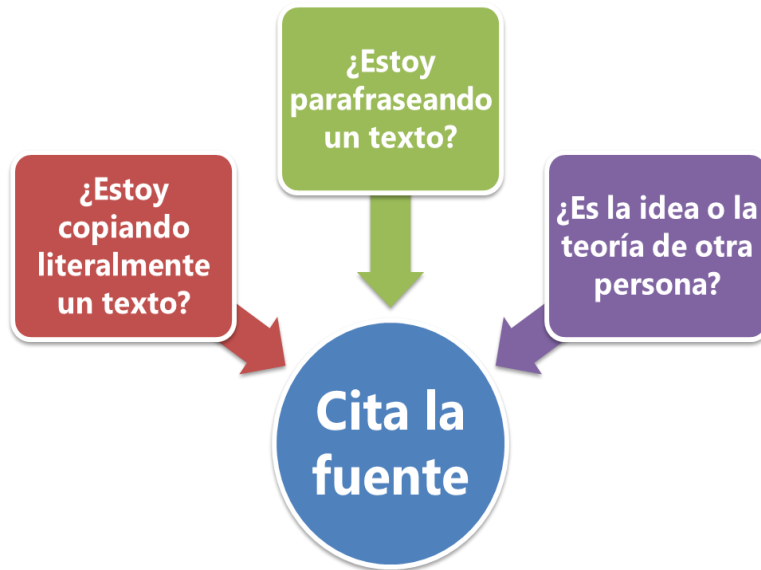 ¿Estoy
parafraseando
un texto?
¿Estoy
copiando
literalmente
un texto?
¿Es la idea o la
teoría de otra
persona?
Cita la
fuente